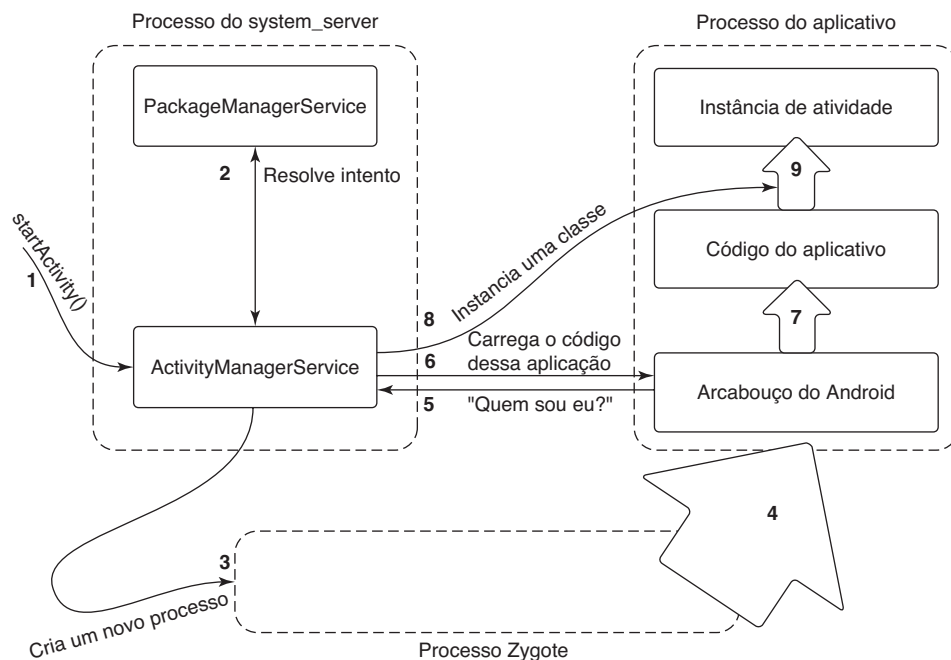 Processo do system_server
Processo do aplicativo
PackageManagerService
Instância de atividade
2
Resolve intento
9
startActivity()
1
Instancia uma classe
Código do aplicativo
8
7
Carrega o código
6
dessa aplicação
ActivityManagerService
Arcabouço do Android
5
"Quem sou eu?"
4
3
Cria um novo processo
Processo Zygote